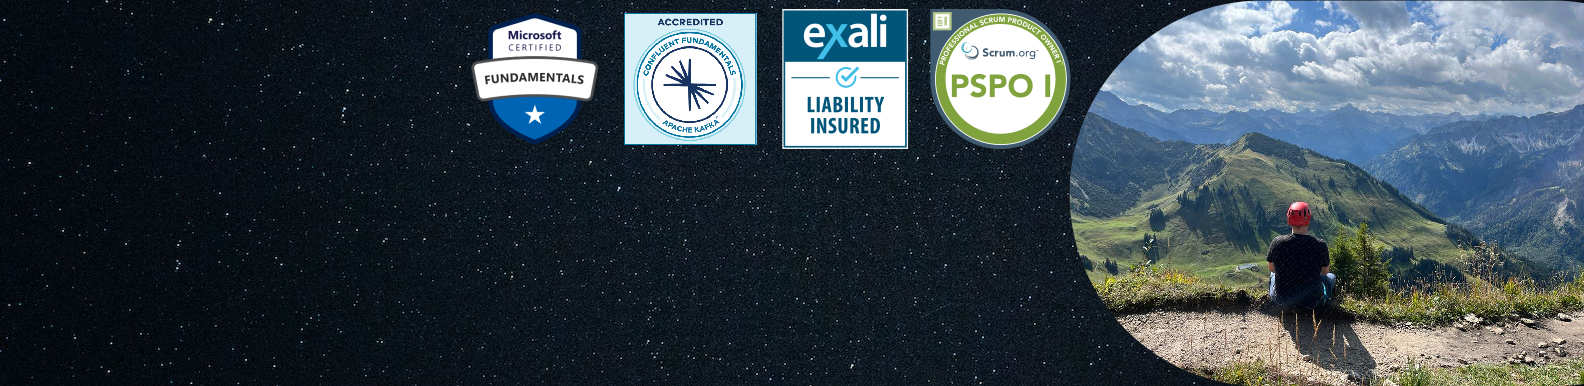 Microsoft
CERTIFIED
FUNDAMENTALS
ACCREDITED
CONFLUENT FUNDAMENTALS
APACHE KAFKA
exali
LIABILITY
INSURED
PROFESSIONAL SCRUM PRODUCT OWNER I
Scrum.org
PSPO I